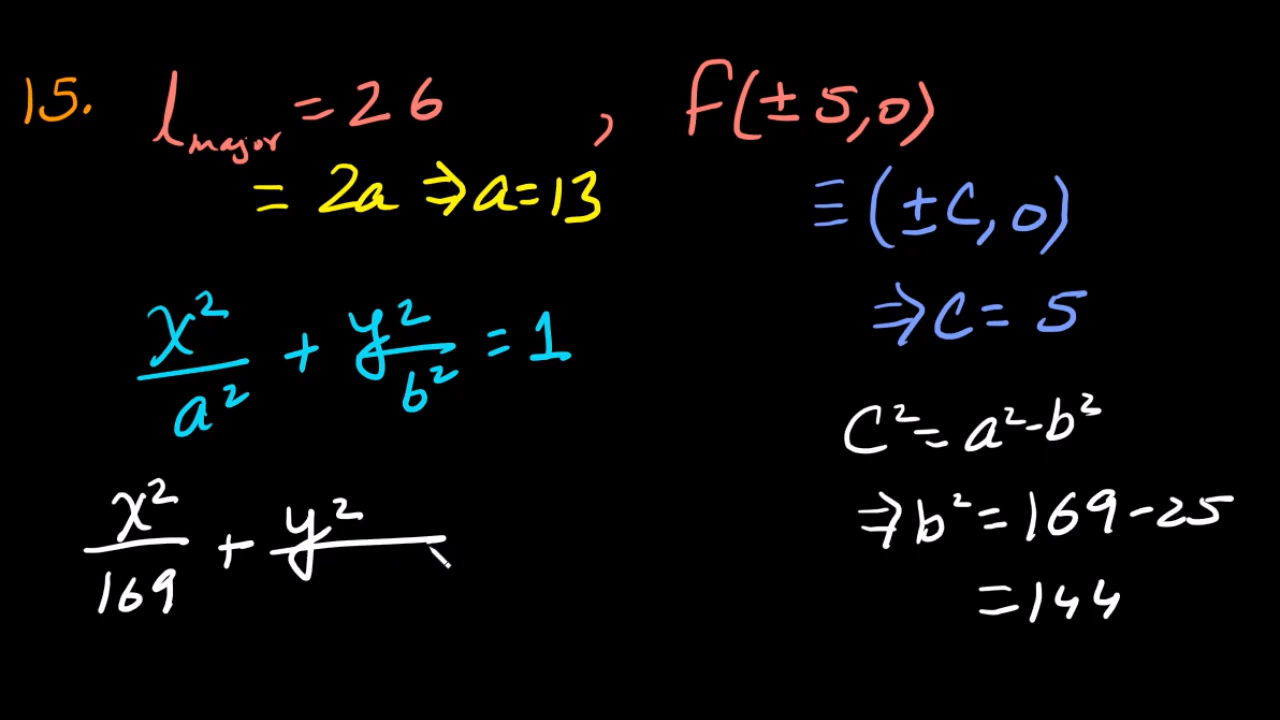 15. l_major = 26 , F(±5,0)
= 2a ⇒ a = 13
≡ (±C, 0)
⇒ C = 5
x²/a² + y²/b² = 1
C² = a² - b²
⇒ b² = 169 - 25
= 144
x²/169 + y²/